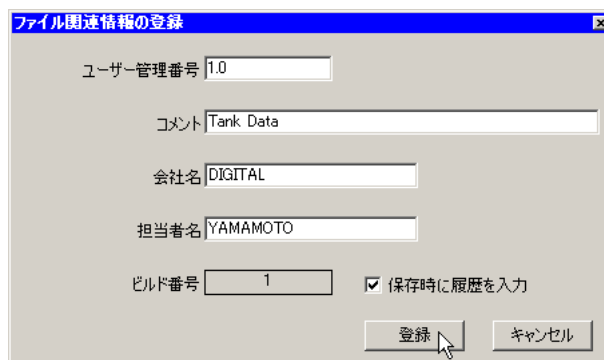 ファイル関連情報の登録
ユーザー管理番号 1.0
コメント Tank Data
会社名 DIGITAL
担当者名 YAMAMOTO
ビルド番号 1 保存時に履歴を入力
登録 キャンセル